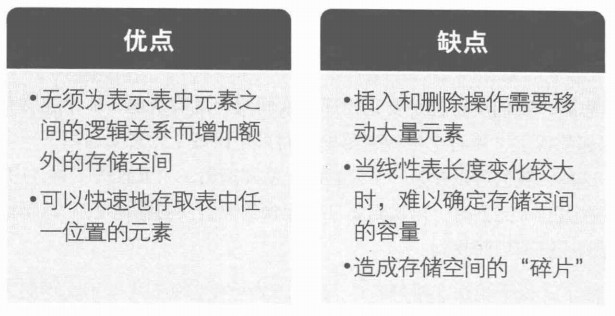 优点
•无须为表示表中元素之
间的逻辑关系而增加额
外的存储空间
•可以快速地存取表中任
一位置的元素
缺点
•插入和删除操作需要移
动大量元素
•当线性表长度变化较大
时，难以确定存储空间
的容量
•造成存储空间的“碎片”